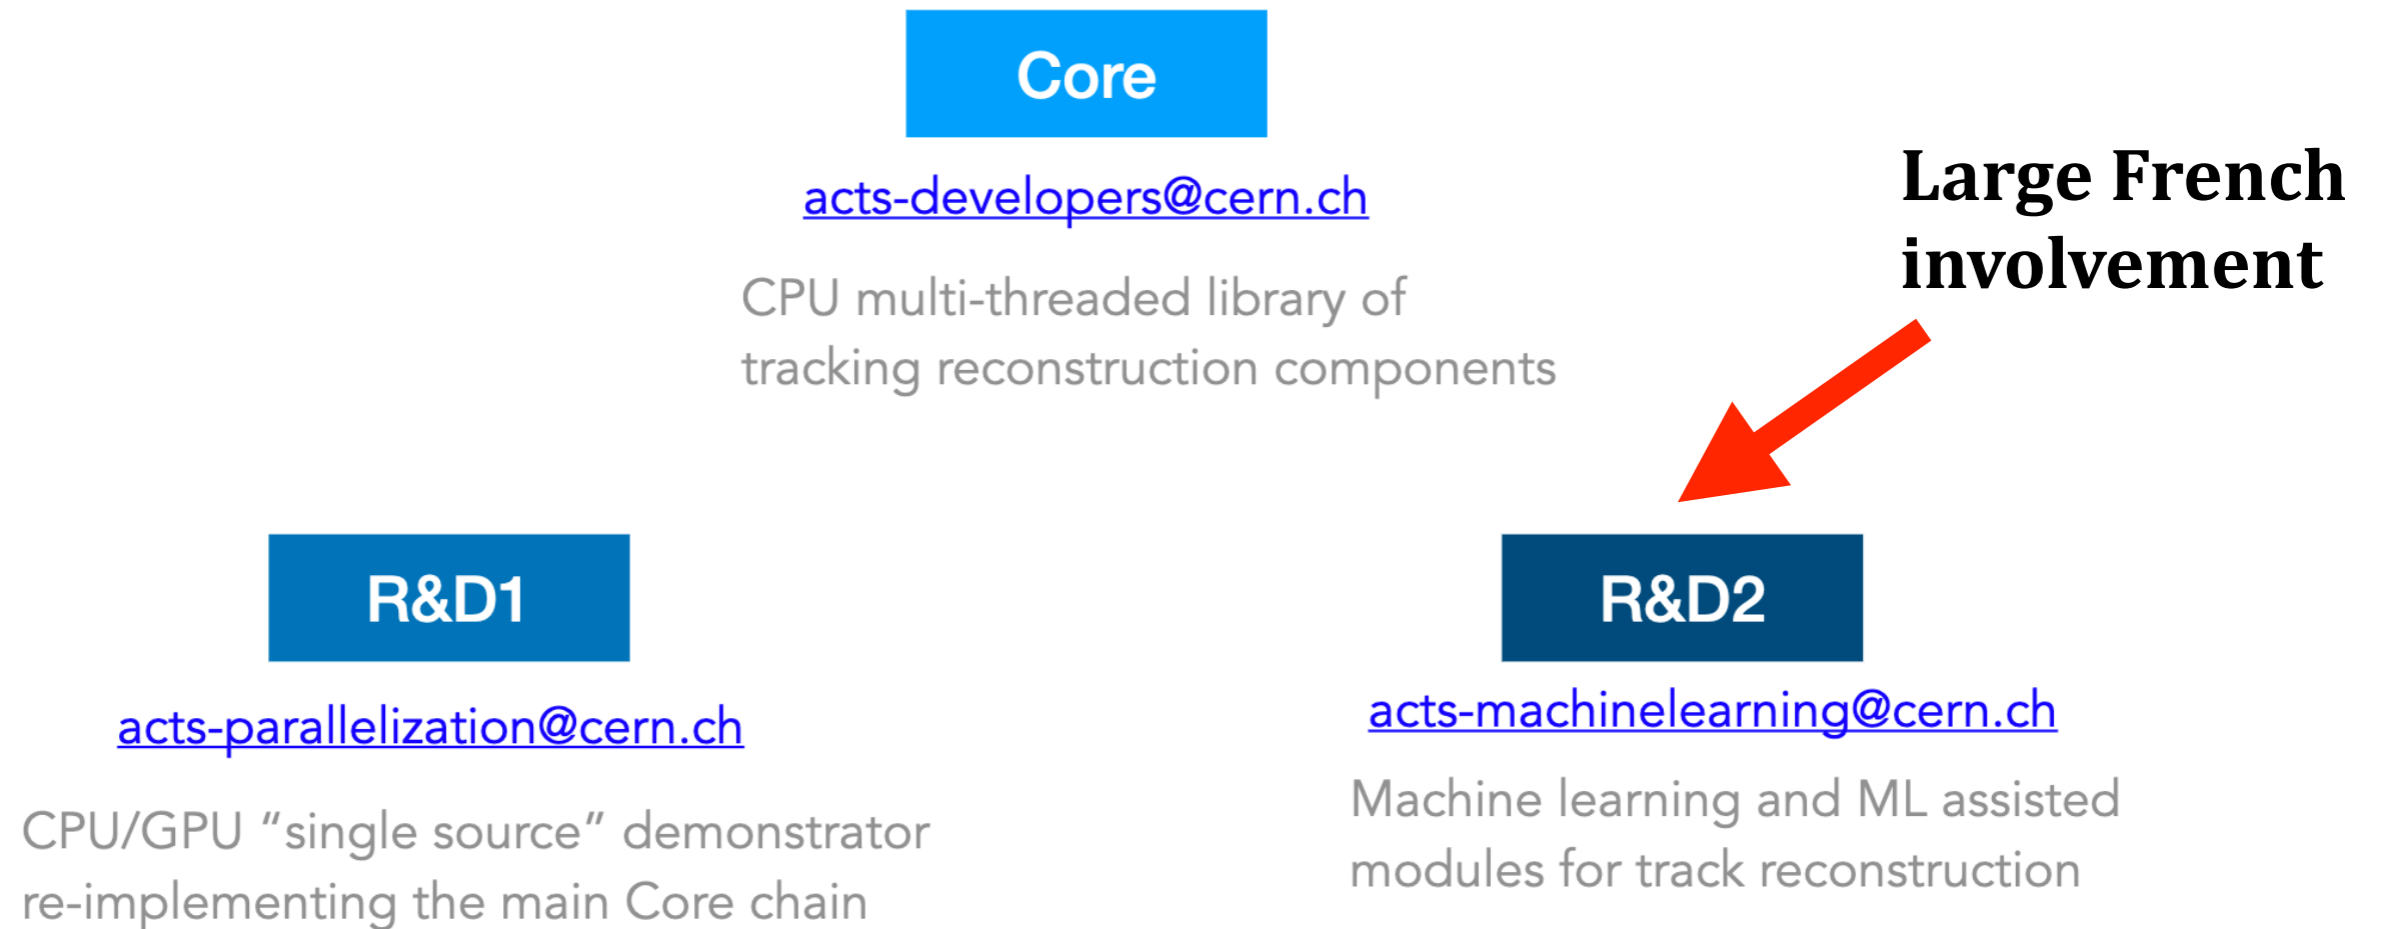 Core
acts-developers@cern.ch
CPU multi-threaded library of
tracking reconstruction components
Large French
involvement
R&D1
acts-parallelization@cern.ch
CPU/GPU “single source” demonstrator
re-implementing the main Core chain
R&D2
acts-machinelearning@cern.ch
Machine learning and ML assisted
modules for track reconstruction